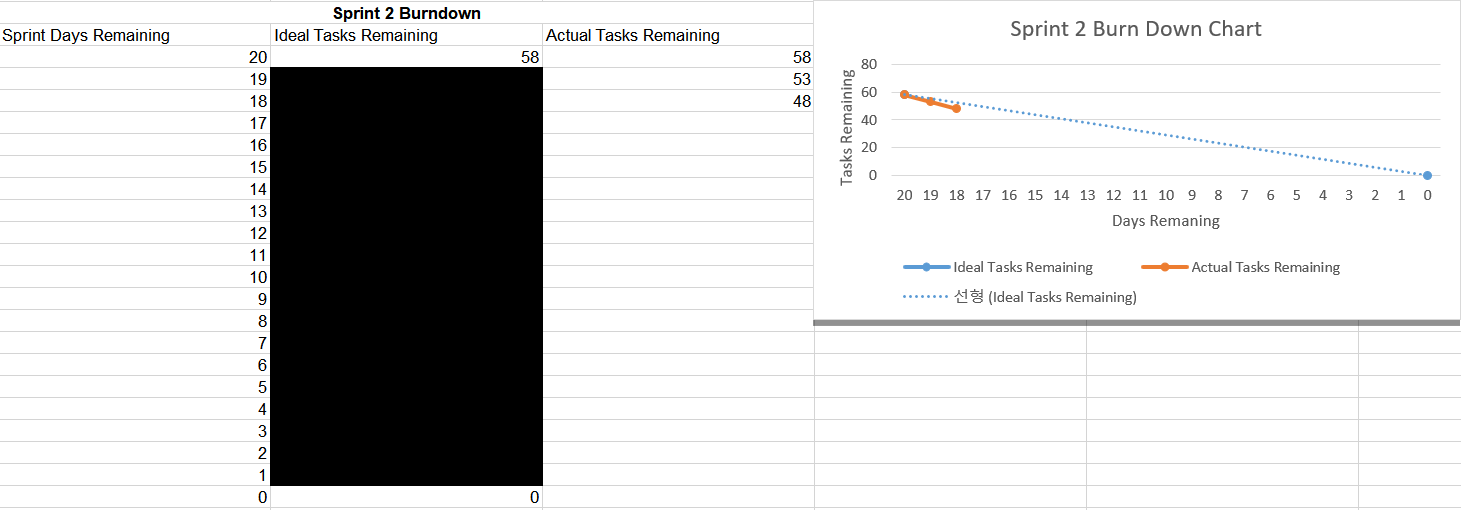 Sprint 2 Burndown
Sprint Days Remaining Ideal Tasks Remaining Actual Tasks Remaining
20 58 58
19 53
18 48
17
16
15
14
13
12
11
10
9
8
7
6
5
4
3
2
1
0 0
Sprint 2 Burn Down Chart
Tasks Remaining
80
60
40
20
0
20 19 18 17 16 15 14 13 12 11 10 9 8 7 6 5 4 3 2 1 0
Days Remaning
Ideal Tasks Remaining Actual Tasks Remaining
선형 (Ideal Tasks Remaining)